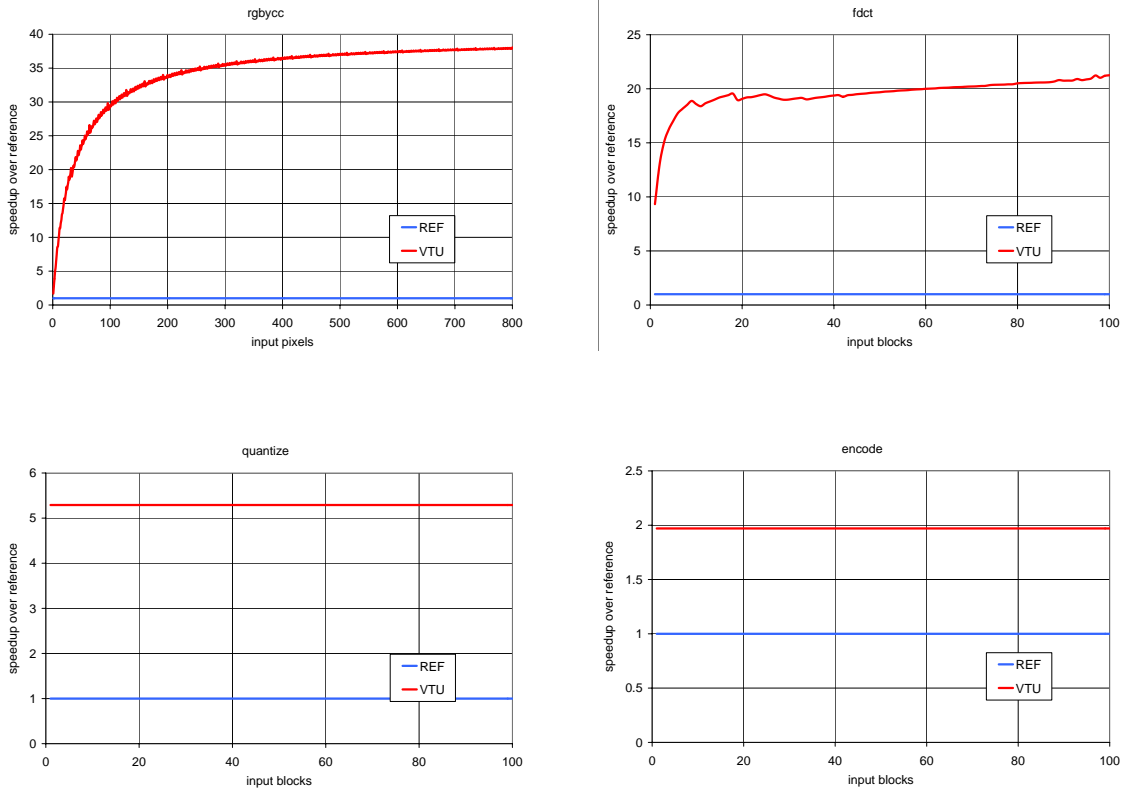 rgbycc
speedup over reference
40
35
30
25
20
15
10
5
0
0 100 200 300 400 500 600 700 800
input pixels
REF
VTU
fdct
speedup over reference
25
20
15
10
5
0
0 20 40 60 80 100
input blocks
REF
VTU
quantize
speedup over reference
6
5
4
3
2
1
0
0 20 40 60 80 100
input blocks
REF
VTU
encode
speedup over reference
2.5
2
1.5
1
0.5
0
0 20 40 60 80 100
input blocks
REF
VTU